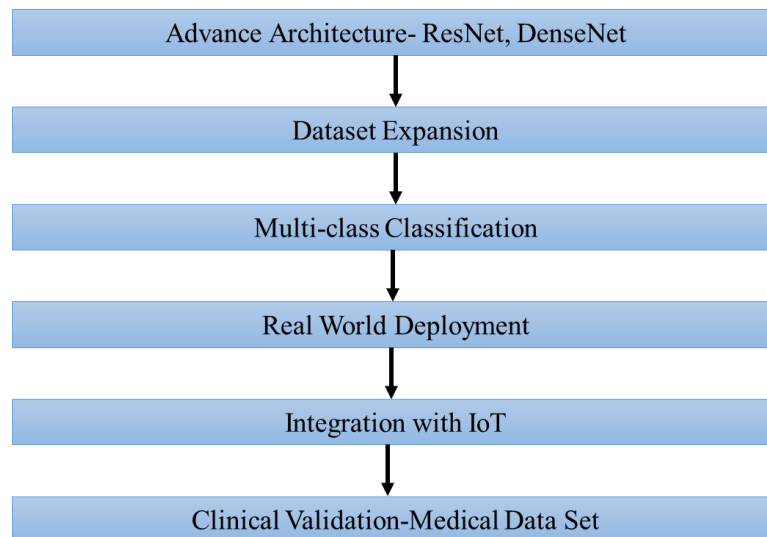 Advance Architecture- ResNet, DenseNet
Dataset Expansion
Multi-class Classification
Real World Deployment
Integration with IoT
Clinical Validation-Medical Data Set